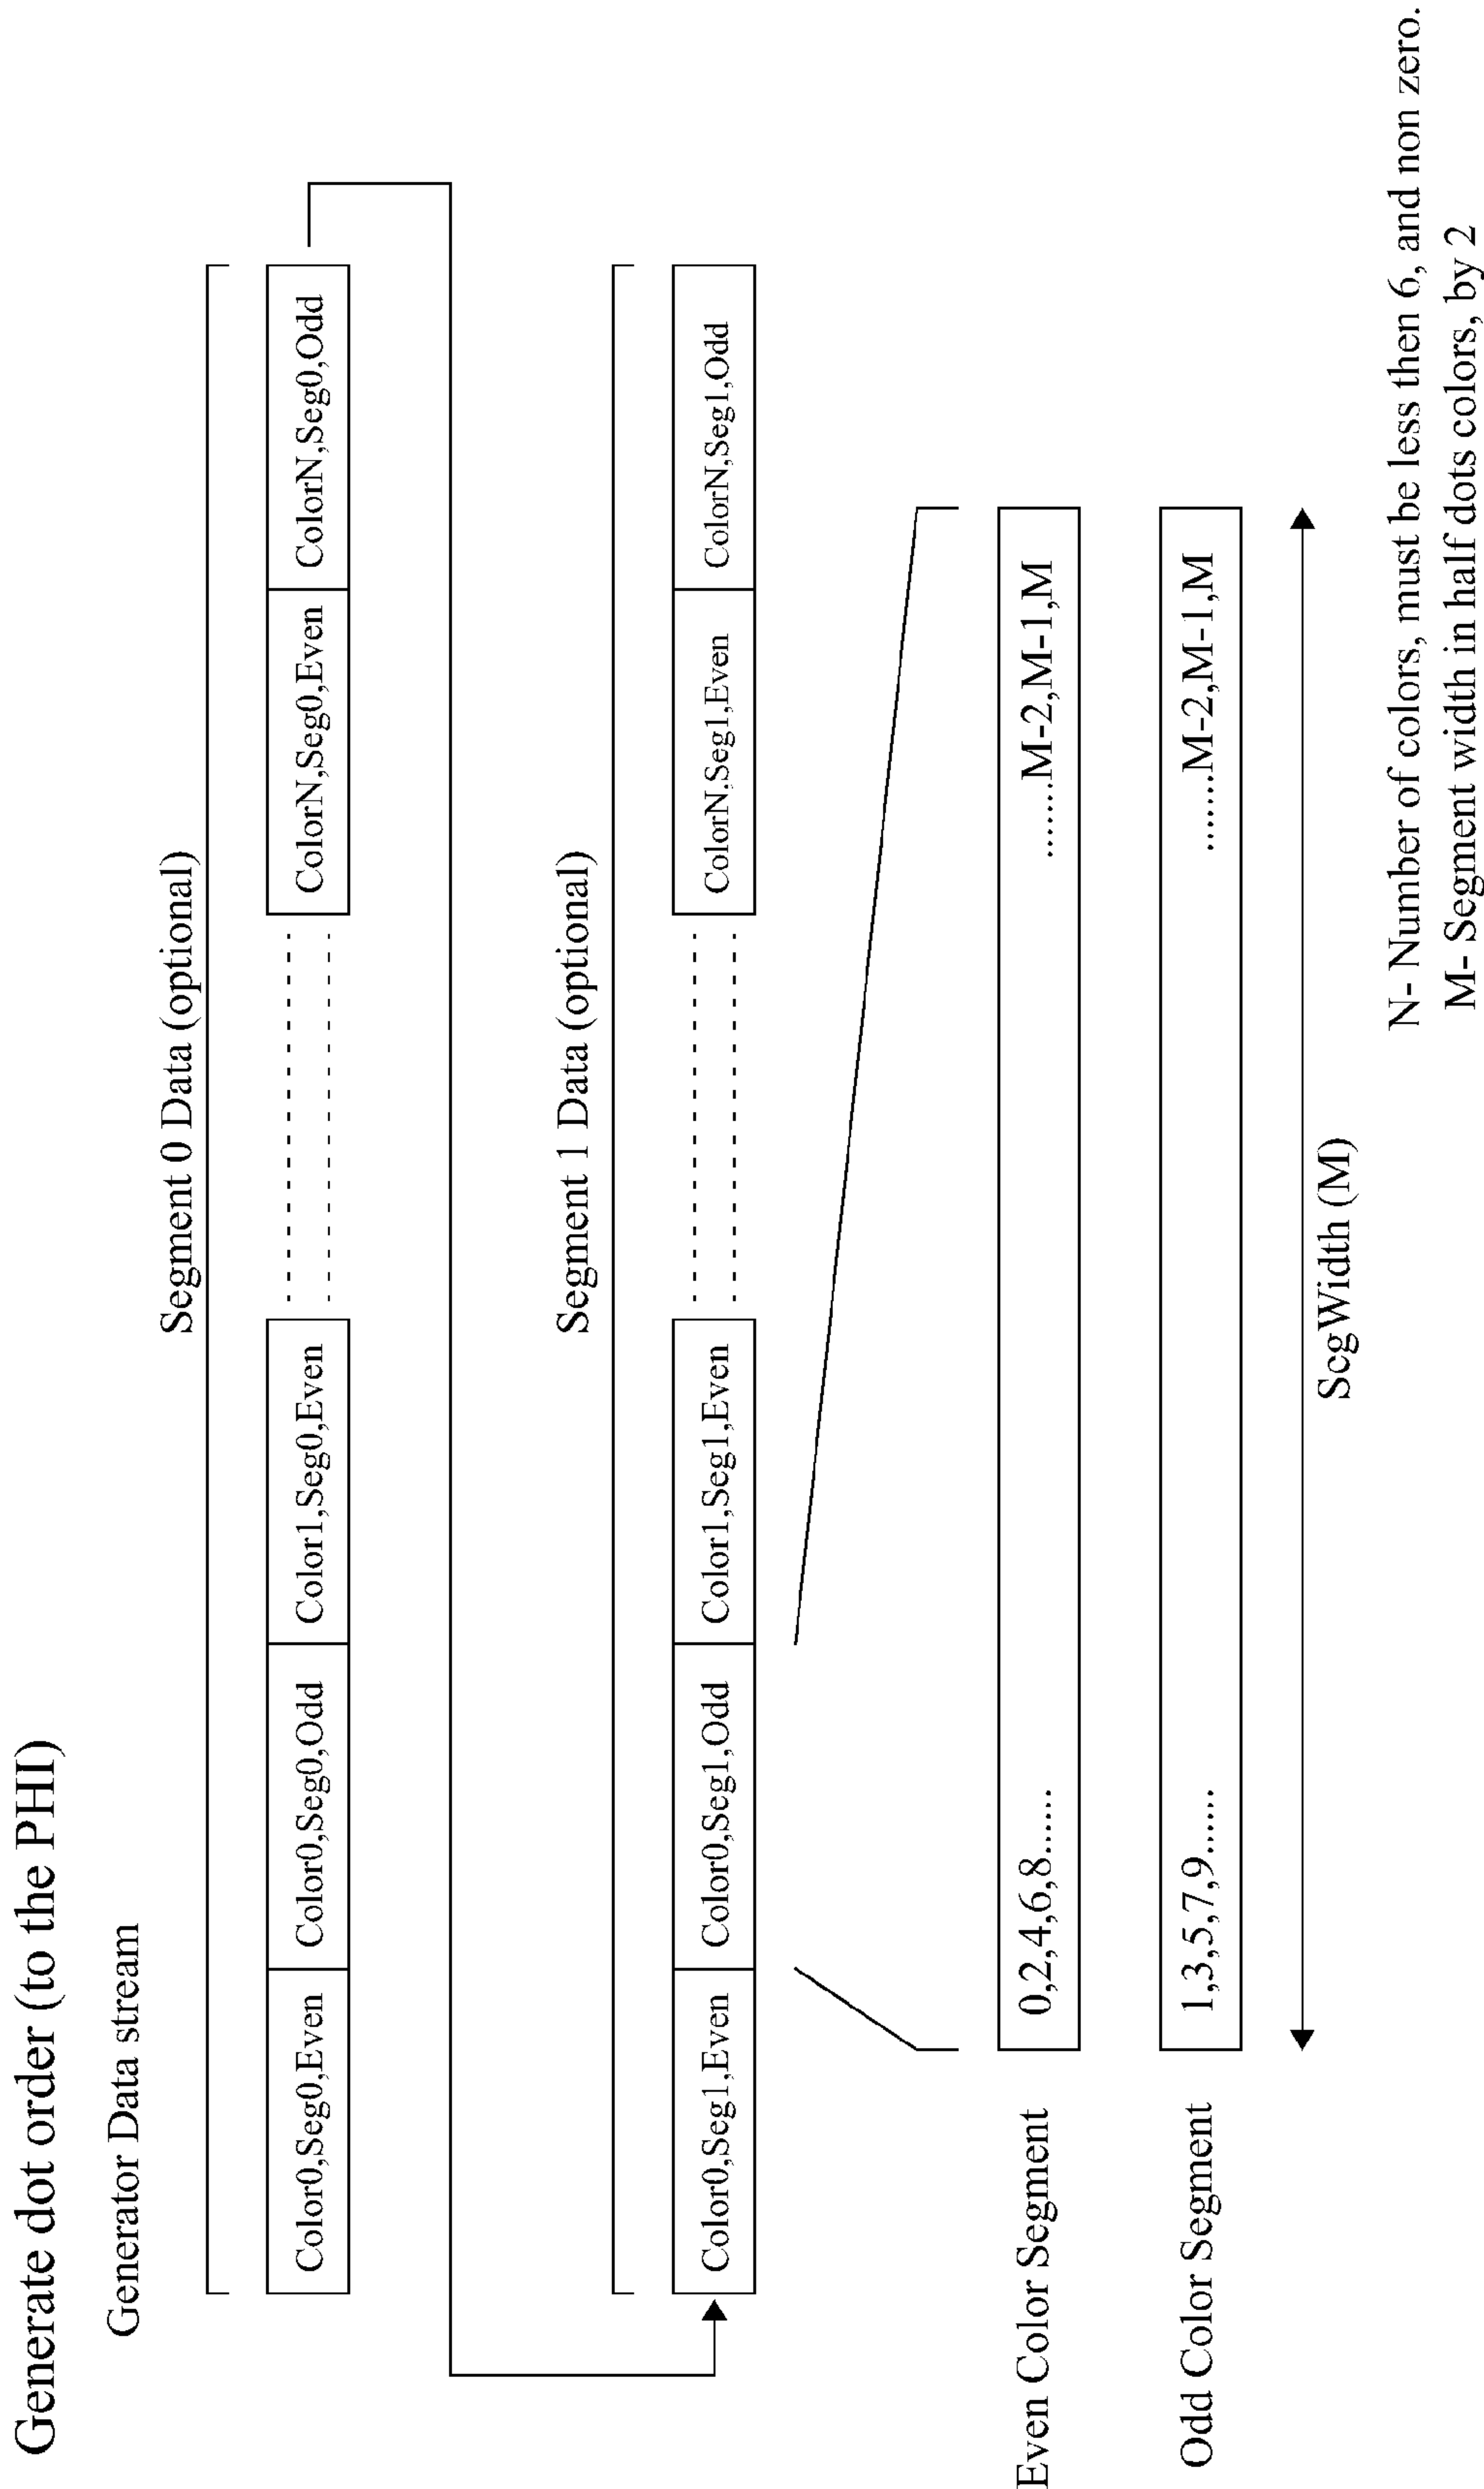 Generate dot order (to the PHI)
Generator Data stream
Segment 0 Data (optional)
Color0,Seg0,Even
Color0,Seg0,Odd
Color1,Seg0,Even
ColorN,Seg0,Even
ColorN,Seg0,Odd
Segment 1 Data (optional)
Color0,Seg1,Even
Color0,Seg1,Odd
Color1,Seg1,Even
ColorN,Seg1,Even
ColorN,Seg1,Odd
Even Color Segment
0,2,4,6,8......
........M-2,M-1,M
Odd Color Segment
1,3,5,7,9......
........M-2,M-1,M
SegWidth (M)
N- Number of colors, must be less then 6, and non zero.
M- Segment width in half dots colors, by 2